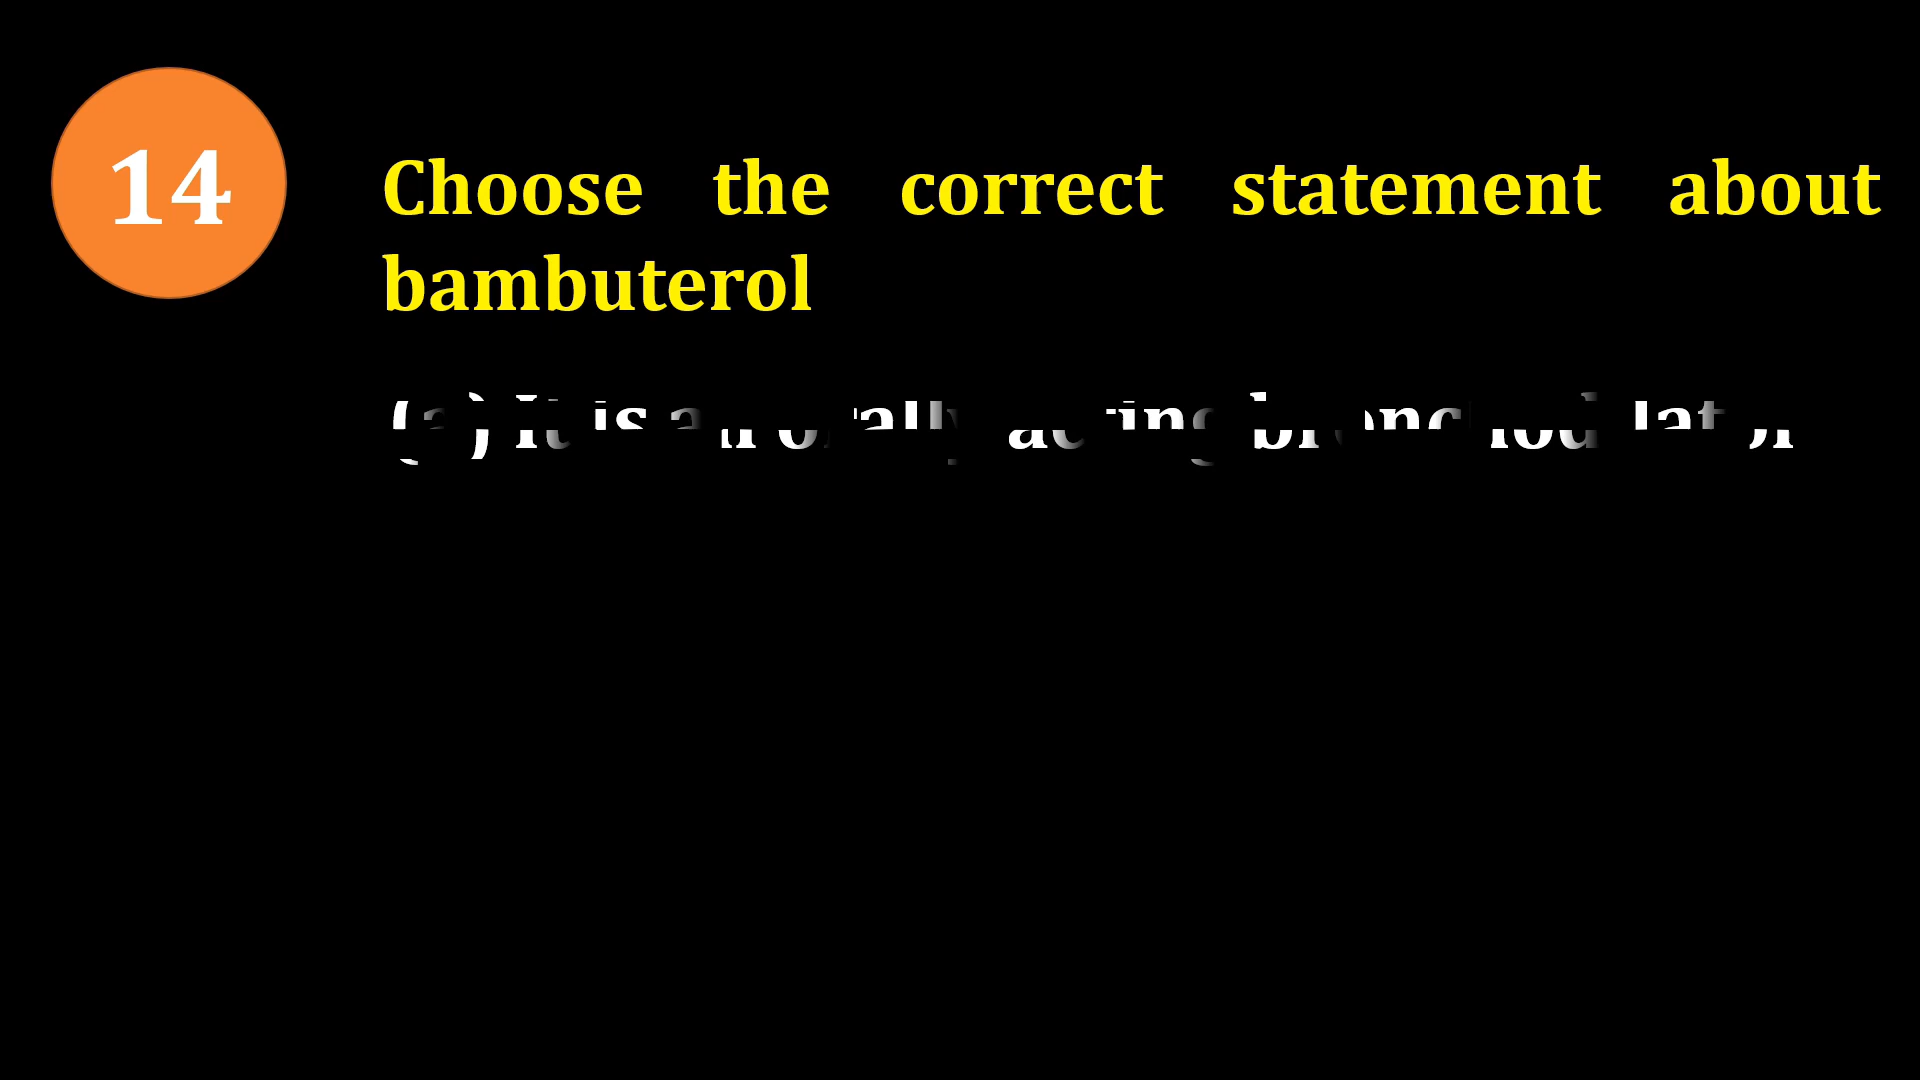 14
Choose the correct statement about
bambuterol
(a) It is an orally acting bronchodilator